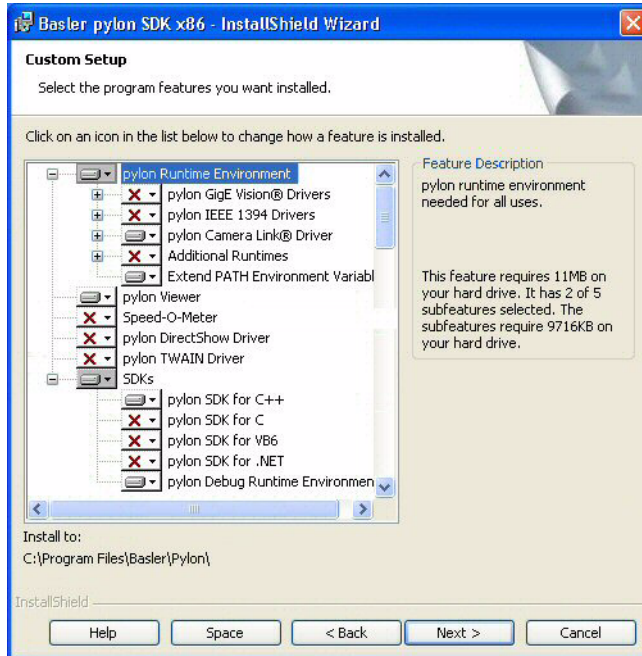 Basler pylon SDK x86 - InstallShield Wizard
Custom Setup
Select the program features you want installed.
Click on an icon in the list below to change how a feature is installed.
pylon Runtime Environment
pylon GigE Vision® Drivers
pylon IEEE 1394 Drivers
pylon Camera Link® Driver
Additional Runtimes
Extend PATH Environment Variabl
pylon Viewer
Speed-O-Meter
pylon DirectShow Driver
pylon TWAIN Driver
SDKs
pylon SDK for C++
pylon SDK for C
pylon SDK for VB6
pylon SDK for .NET
pylon Debug Runtime Environmen
Feature Description
pylon runtime environment
needed for all uses.
This feature requires 11MB on
your hard drive. It has 2 of 5
subfeatures selected. The
subfeatures require 9716KB on
your hard drive.
Install to:
C:\Program Files\Basler\Pylon\
InstallShield
Help
Space
< Back
Next >
Cancel